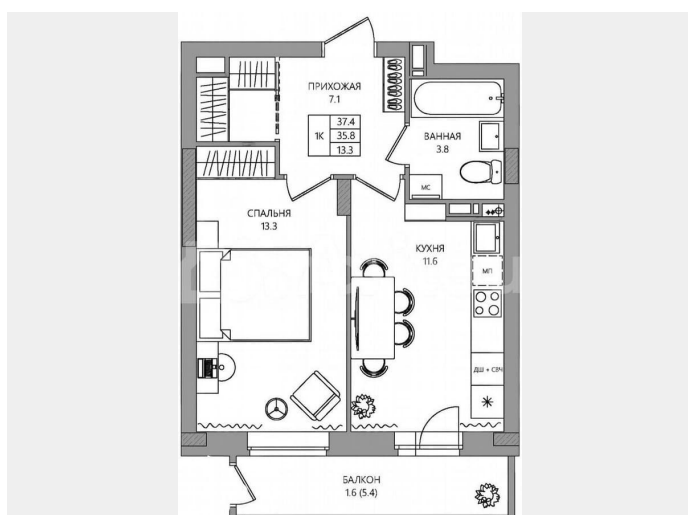 ПРИХОЖАЯ
7.1
1К
37.4
35.8
13.3
ВАННАЯ
3.8
МС
СПАЛЬНЯ
13.3
КУХНЯ
11.6
МП
ДШ + СВЧ
БАЛКОН
1.6 (5.4)